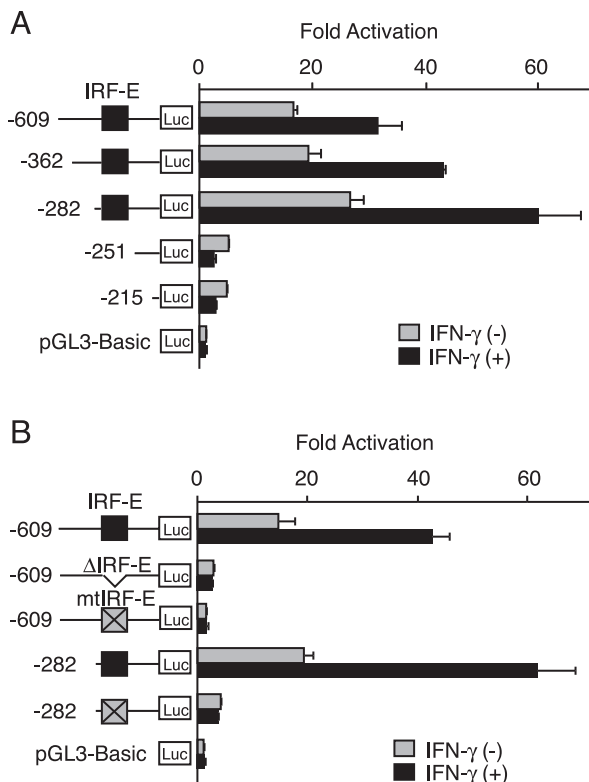 A
Fold Activation
0 20 40 60
IRF-E
-609 Luc
-362 Luc
-282 Luc
-251 Luc
-215 Luc
pGL3-Basic Luc
IFN-γ (-)
IFN-γ (+)
B
Fold Activation
0 20 40 60
IRF-E
-609 Luc
ΔIRF-E
-609 Luc
mtIRF-E
-609 Luc
-282 Luc
-282 Luc
pGL3-Basic Luc
IFN-γ (-)
IFN-γ (+)